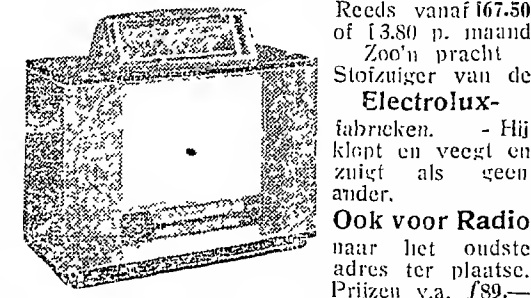 Reeds vanaf f67.50
of f 3.80 p. maand
Zoo'n pracht
Stofzuiger van de
Electrolux-
fabrieken. - Hij
klopt en veegt en
zuigt als geen
ander.
Ook voor Radio
naar het oudste
adres ter plaatse.
Prijzen v.a. f89.—